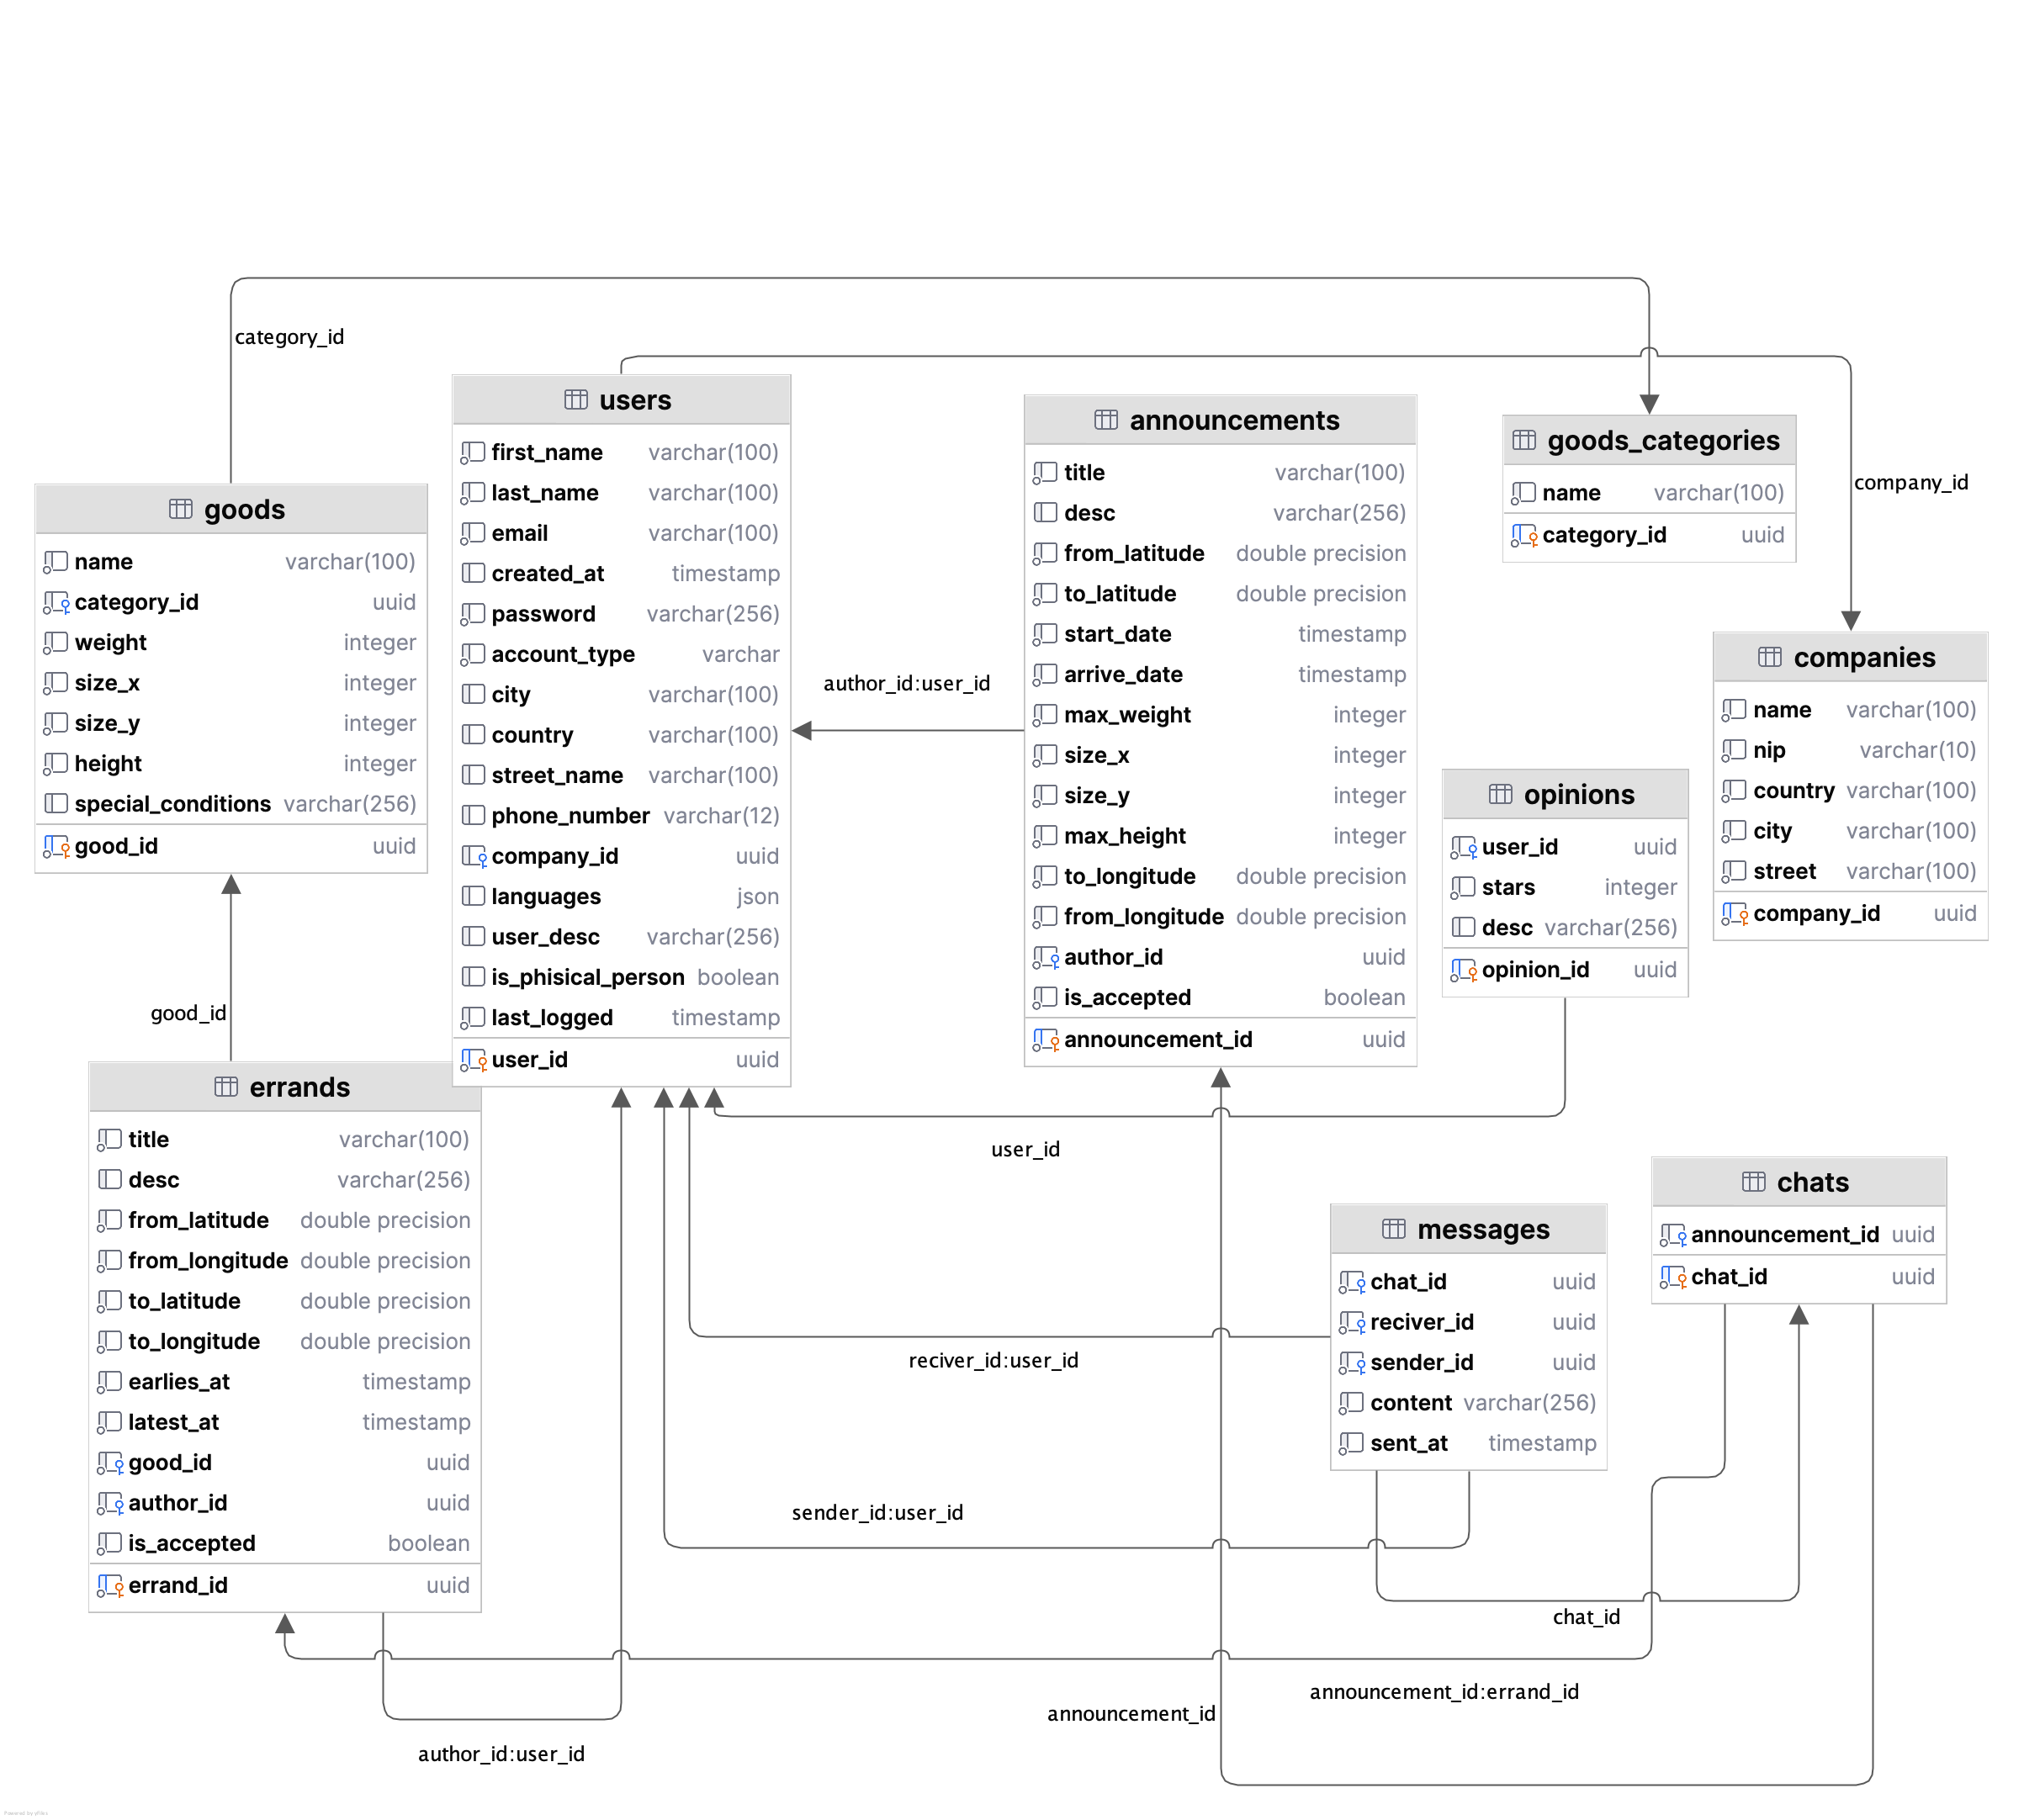 category_id
users
first_name varchar(100)
last_name varchar(100)
email varchar(100)
created_at timestamp
password varchar(256)
account_type varchar
city varchar(100)
country varchar(100)
street_name varchar(100)
phone_number varchar(12)
company_id uuid
languages json
user_desc varchar(256)
is_phisical_person boolean
last_logged timestamp
user_id uuid
announcements
title varchar(100)
desc varchar(256)
from_latitude double precision
to_latitude double precision
start_date timestamp
arrive_date timestamp
max_weight integer
size_x integer
size_y integer
max_height integer
to_longitude double precision
from_longitude double precision
author_id uuid
is_accepted boolean
announcement_id uuid
goods_categories
name varchar(100)
category_id uuid
company_id
goods
name varchar(100)
category_id uuid
weight integer
size_x integer
size_y integer
height integer
special_conditions varchar(256)
good_id uuid
companies
name varchar(100)
nip varchar(10)
country varchar(100)
city varchar(100)
street varchar(100)
company_id uuid
author_id:user_id
opinions
user_id uuid
stars integer
desc varchar(256)
opinion_id uuid
good_id
errands
title varchar(100)
desc varchar(256)
from_latitude double precision
from_longitude double precision
to_latitude double precision
to_longitude double precision
earlies_at timestamp
latest_at timestamp
good_id uuid
author_id uuid
is_accepted boolean
errand_id uuid
user_id
chats
announcement_id uuid
chat_id uuid
messages
chat_id uuid
reciver_id uuid
sender_id uuid
content varchar(256)
sent_at timestamp
reciver_id:user_id
sender_id:user_id
chat_id
announcement_id:errand_id
announcement_id
author_id:user_id
Powered by yFiles